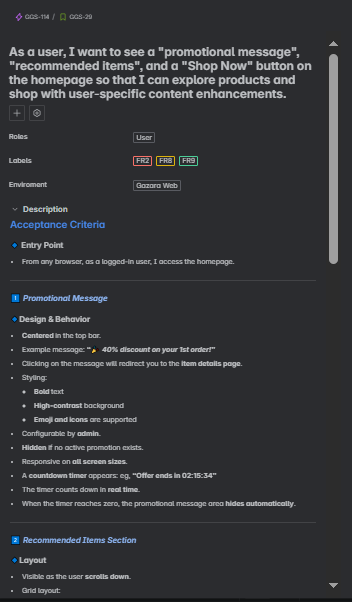 GGS-114 / GGS-29
As a user, I want to see a "promotional message",
"recommended items", and a "Shop Now" button on
the homepage so that I can explore products and
shop with user-specific content enhancements.
Roles
User
Labels
FR2 FR8 FR9
Enviroment
Gazara Web
Description
Acceptance Criteria
Entry Point
• From any browser, as a logged-in user, I access the homepage.
1 Promotional Message
Design & Behavior
• Centered in the top bar.
• Example message: "🎉 40% discount on your 1st order!"
• Clicking on the message will redirect you to the item details page.
• Styling:
• Bold text
• High-contrast background
• Emoji and icons are supported
• Configurable by admin.
• Hidden if no active promotion exists.
• Responsive on all screen sizes.
• A countdown timer appears: eg, "Offer ends in 02:15:34"
• The timer counts down in real time.
• When the timer reaches zero, the promotional message area hides automatically.
2 Recommended Items Section
Layout
• Visible as the user scrolls down.
• Grid layout: